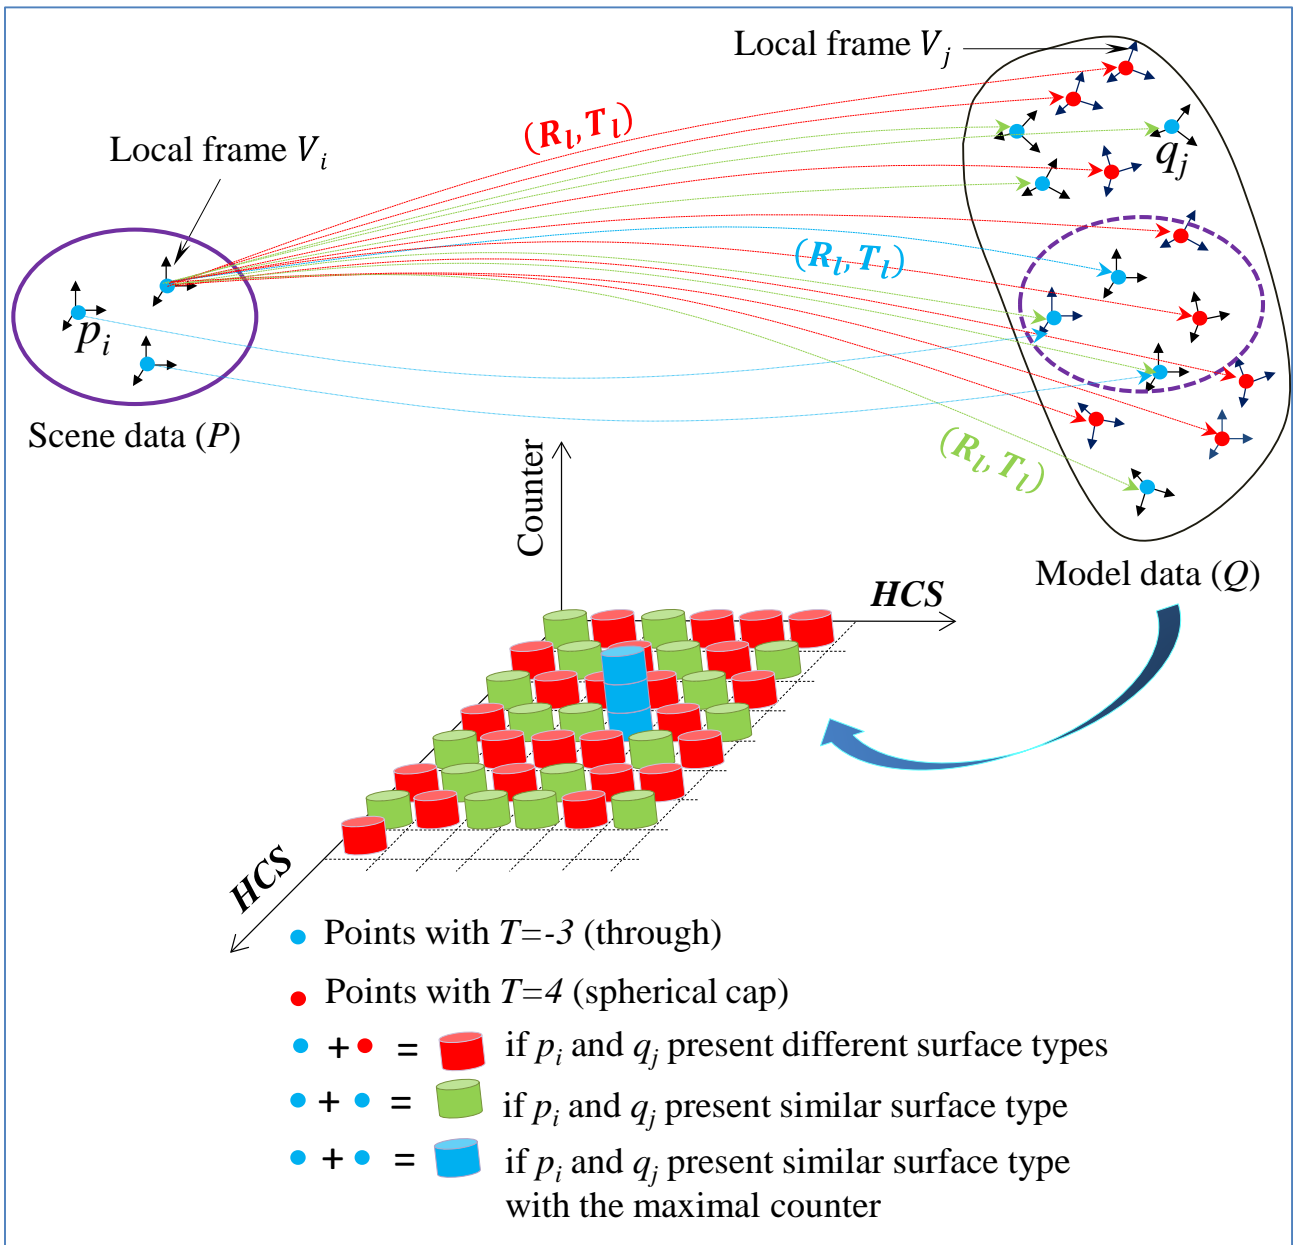 Local frame V_j
(R_l, T_l)
Local frame V_i
q_j
(R_l, T_l)
p_i
Scene data (P)
(R_l, T_l)
Counter
Model data (Q)
HCS
HCS
Points with T=-3 (through)
Points with T=4 (spherical cap)
+ = if p_i and q_j present different surface types
+ = if p_i and q_j present similar surface type
+ = if p_i and q_j present similar surface type
with the maximal counter